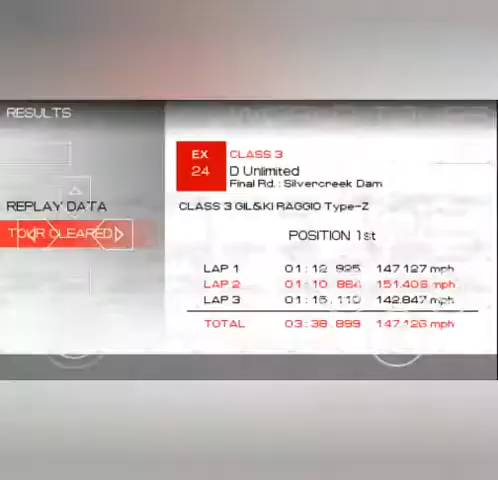 RESULTS
EX
24
CLASS 3
D Unlimited
Final Rd. : Silvercreek Dam
REPLAY DATA
CLASS 3 GIL&KI RAGGIO Type-Z
TOUR CLEARED
POSITION 1st
LAP 1 01:12.925 147.127 mph
LAP 2 01:10.864 151.408 mph
LAP 3 01:15.110 142.847 mph
TOTAL 03:38.899 147.126 mph